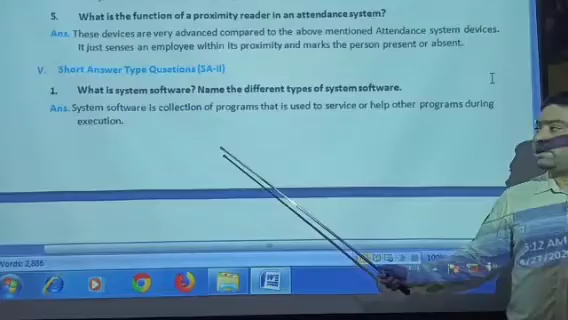 5. What is the function of a proximity reader in an attendance system?
Ans. These devices are very advanced compared to the above mentioned Attendance system devices.
It just senses an employee within its proximity and marks the person present or absent.
V. Short Answer Type Qusetions (SA-II)
1. What is system software? Name the different types of system software.
Ans. System software is collection of programs that is used to service or help other programs during
execution.
Words: 2,886
100%
5:12 AM